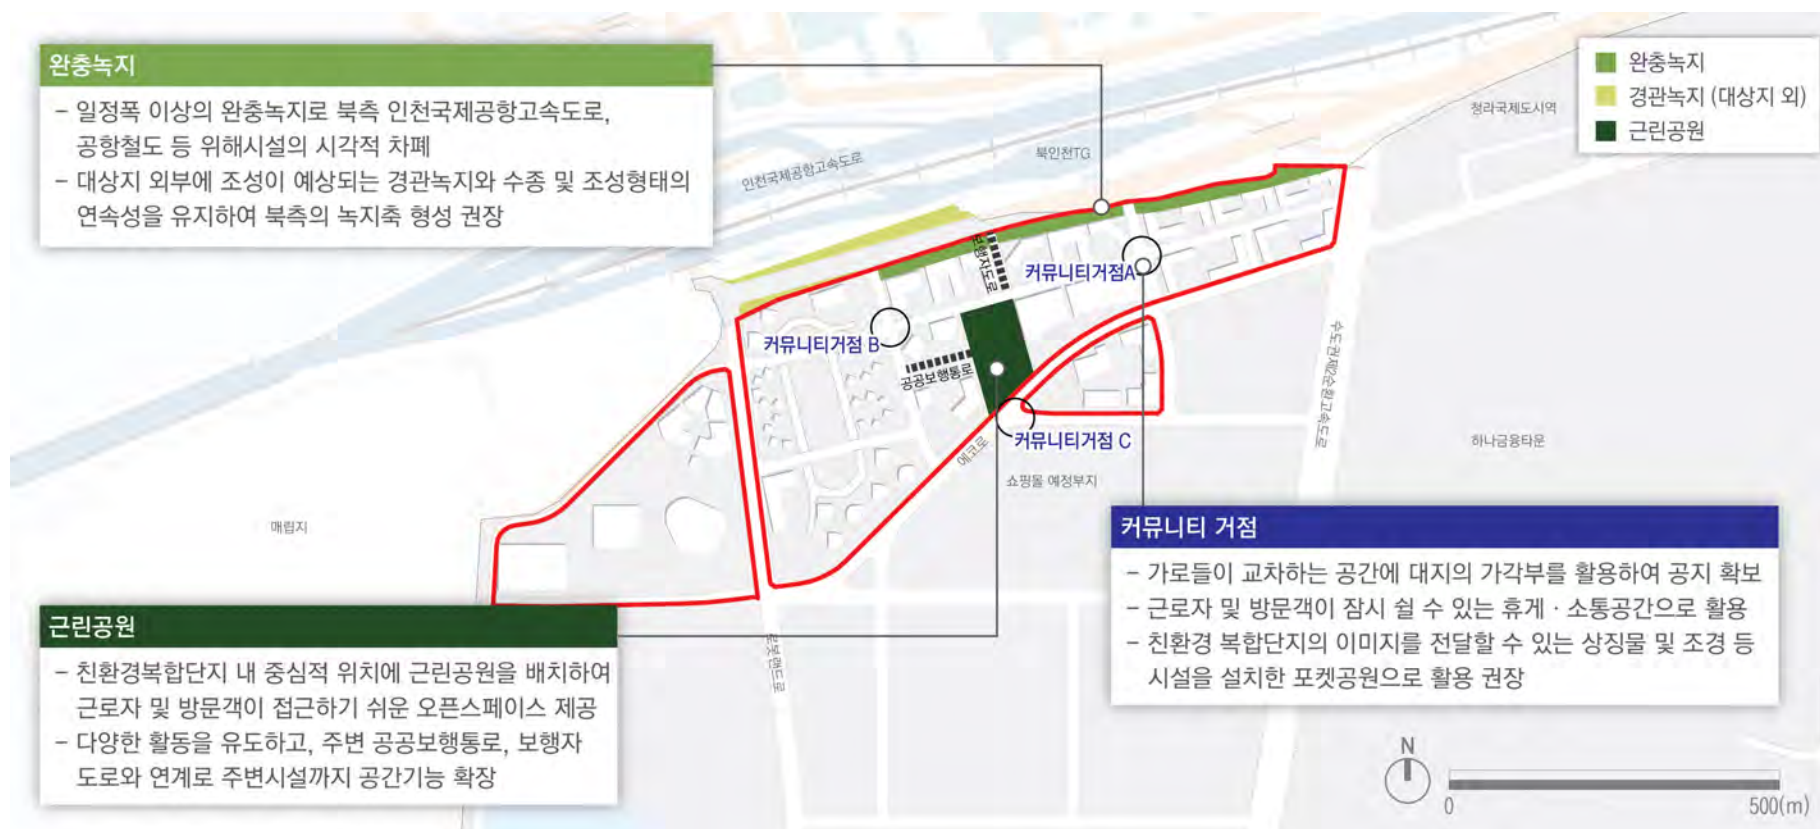 완충녹지
- 일정폭 이상의 완충녹지로 북측 인천국제공항고속도로,
공항철도 등 위해시설의 시각적 차폐
- 대상지 외부에 조성이 예상되는 경관녹지와 수종 및 조성형태의
연속성을 유지하여 북측의 녹지축 형성 권장
완충녹지
경관녹지 (대상지 외)
근린공원
청라국제도시역
북인천TG
인천국제공항고속도로
보행자도로
커뮤니티거점A
커뮤니티거점 B
공공보행통로
커뮤니티거점 C
에코로
수도권제2순환고속도로
하나금융타운
쇼핑몰 예정부지
매립지
로봇랜드로
커뮤니티 거점
- 가로들이 교차하는 공간에 대지의 가각부를 활용하여 공지 확보
- 근로자 및 방문객이 잠시 쉴 수 있는 휴게 · 소통공간으로 활용
- 친환경 복합단지의 이미지를 전달할 수 있는 상징물 및 조경 등
시설을 설치한 포켓공원으로 활용 권장
근린공원
- 친환경복합단지 내 중심적 위치에 근린공원을 배치하여
근로자 및 방문객이 접근하기 쉬운 오픈스페이스 제공
- 다양한 활동을 유도하고, 주변 공공보행통로, 보행자
도로와 연계로 주변시설까지 공간기능 확장
N
0
500(m)